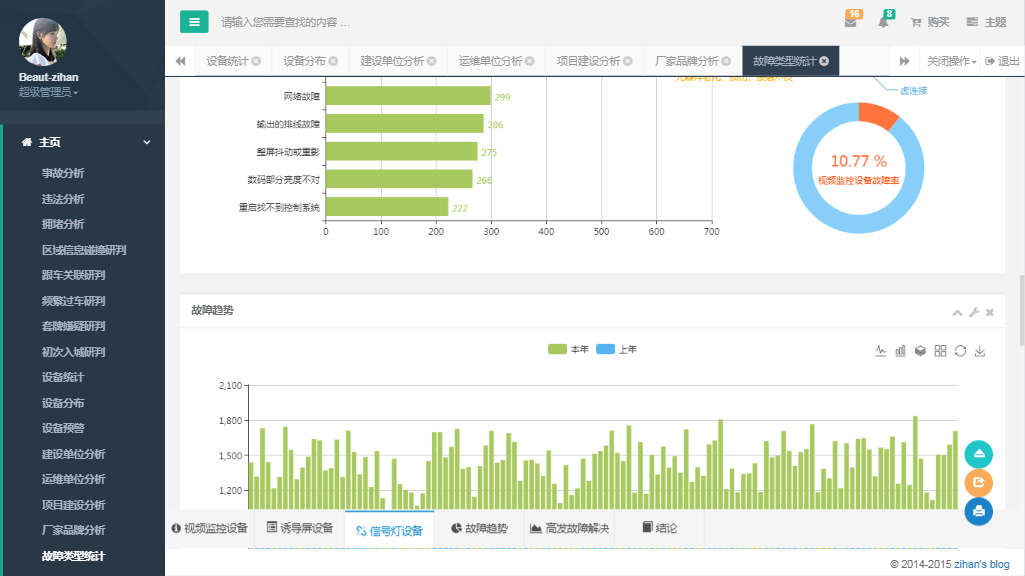 Beaut-zihan
超级管理员
主页
事故分析
违法分析
拥堵分析
区域信息碰撞研判
跟车关联研判
频繁过车研判
套牌嫌疑研判
初次入城研判
设备统计
设备分布
设备预警
建设单位分析
运维单位分析
项目建设分析
厂家品牌分析
故障类型统计
请输入您需要查找的内容 …
16
8
购买
主题
设备统计
设备分布
建设单位分析
运维单位分析
项目建设分析
厂家品牌分析
故障类型统计
关闭操作
退出
网络故障
299
输出的排线故障
286
整屏抖动或重影
275
数码部分亮度不对
266
重启找不到控制系统
222
0 100 200 300 400 500 600 700
虚连接
10.77 %
视频监控设备故障率
故障趋势
本年
上年
2,100
1,800
1,500
1,200
视频监控设备
诱导屏设备
信号灯设备
故障趋势
高发故障解决
结论
© 2014-2015 zihan's blog